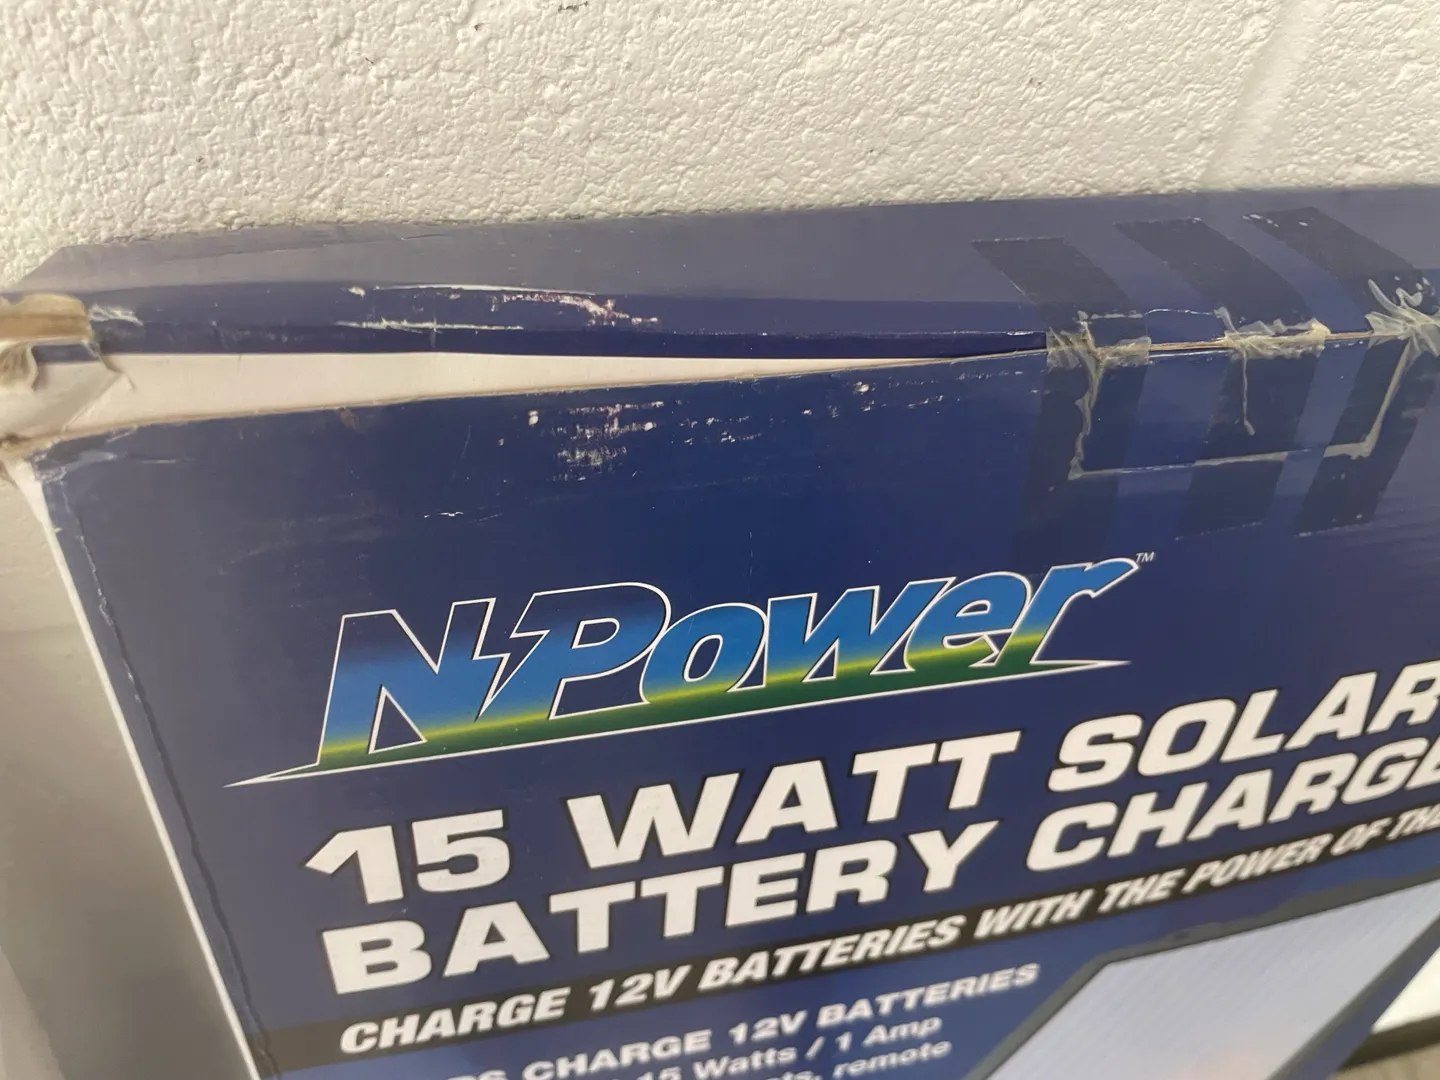 NPower™
15 WATT SOLAR
BATTERY CHARGE
CHARGE 12V BATTERIES WITH THE POWER OF
CHARGE 12V BATTERIES
15 Watts / 1 Amp
remote